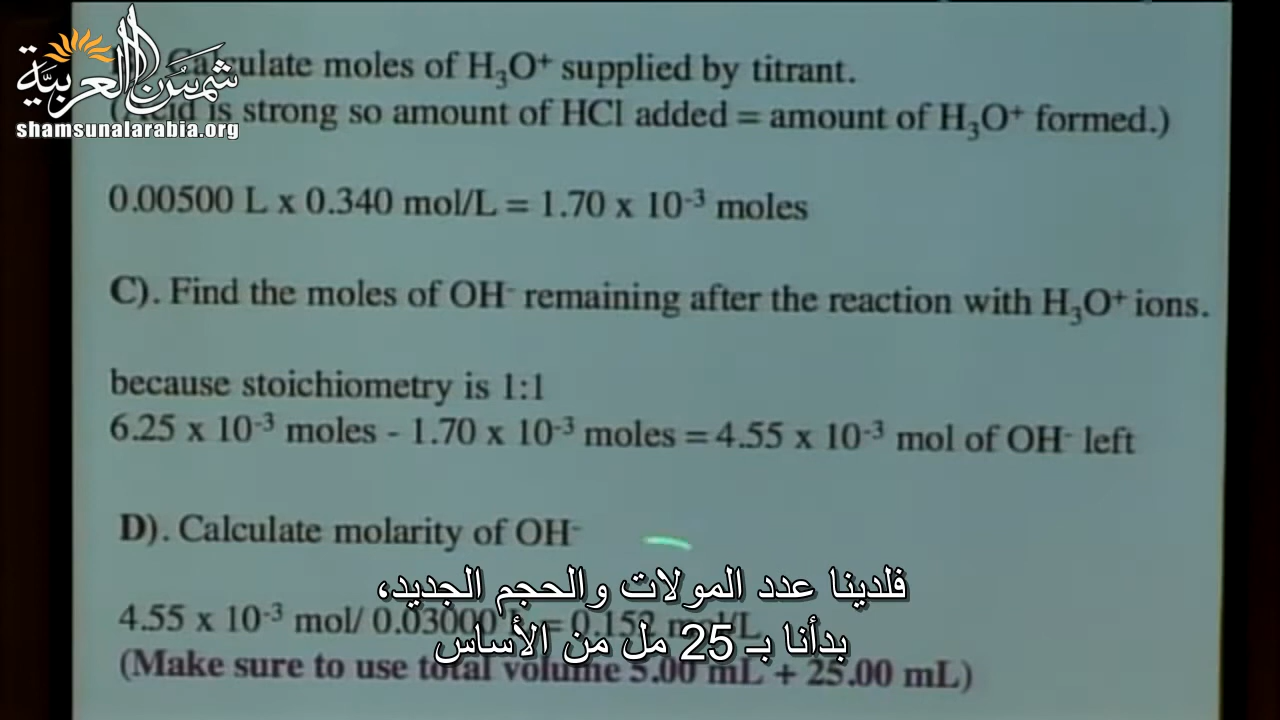 شمس العربية
shamsunalarabia.org
Calculate moles of H₃O⁺ supplied by titrant.
(Acid is strong so amount of HCl added = amount of H₃O⁺ formed.)
0.00500 L x 0.340 mol/L = 1.70 x 10⁻³ moles
C). Find the moles of OH⁻ remaining after the reaction with H₃O⁺ ions.
because stoichiometry is 1:1
6.25 x 10⁻³ moles - 1.70 x 10⁻³ moles = 4.55 x 10⁻³ mol of OH⁻ left
D). Calculate molarity of OH⁻
فلدينا عدد المولات والحجم الجديد،
4.55 x 10⁻³ mol/ 0.03000 L = 0.152 mol/L
بدأنا بـ 25 مل من الأساس
(Make sure to use total volume 5.00 mL + 25.00 mL)